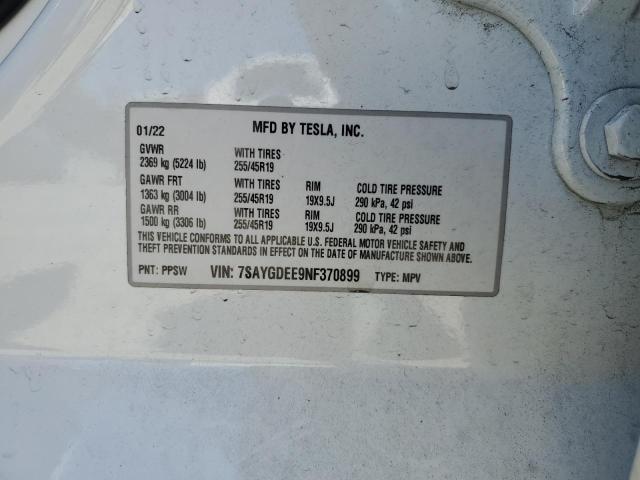 01/22 MFD BY TESLA, INC.
GVWR WITH TIRES
2369 kg (5224 lb) 255/45R19
GAWR FRT WITH TIRES RIM COLD TIRE PRESSURE
1363 kg (3004 lb) 255/45R19 19X9.5J 290 kPa, 42 psi
GAWR RR WITH TIRES RIM COLD TIRE PRESSURE
1500 kg (3306 lb) 255/45R19 19X9.5J 290 kPa, 42 psi
THIS VEHICLE CONFORMS TO ALL APPLICABLE U.S. FEDERAL MOTOR VEHICLE SAFETY AND
THEFT PREVENTION STANDARDS IN EFFECT ON THE DATE OF MANUFACTURE SHOWN ABOVE.
PNT: PPSW VIN: 7SAYGDEE9NF370899 TYPE: MPV